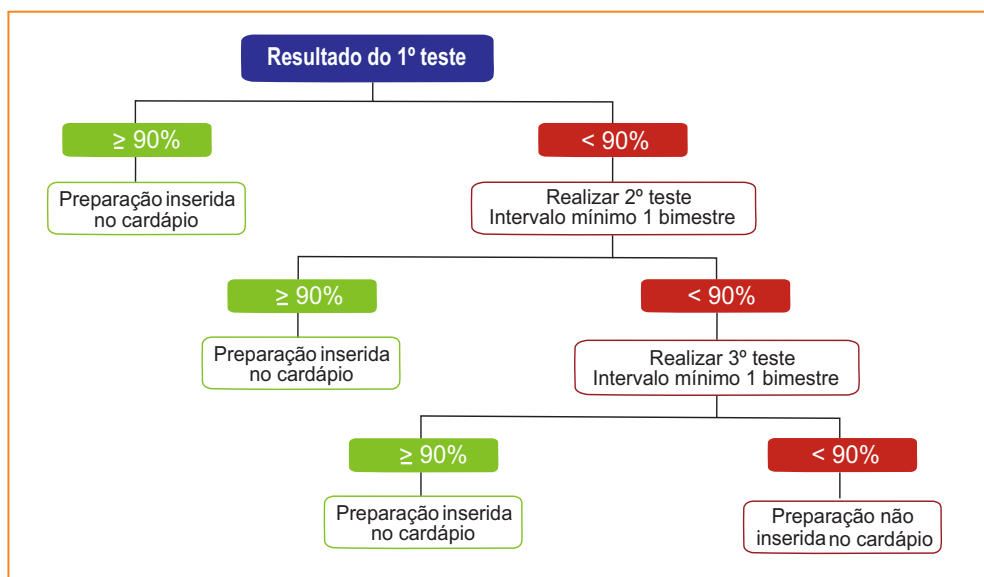 Resultado do 1º teste
≥ 90%
< 90%
Preparação inserida
no cardápio
Realizar 2º teste
Intervalo mínimo 1 bimestre
≥ 90%
< 90%
Preparação inserida
no cardápio
Realizar 3º teste
Intervalo mínimo 1 bimestre
≥ 90%
< 90%
Preparação inserida
no cardápio
Preparação não
inserida no cardápio